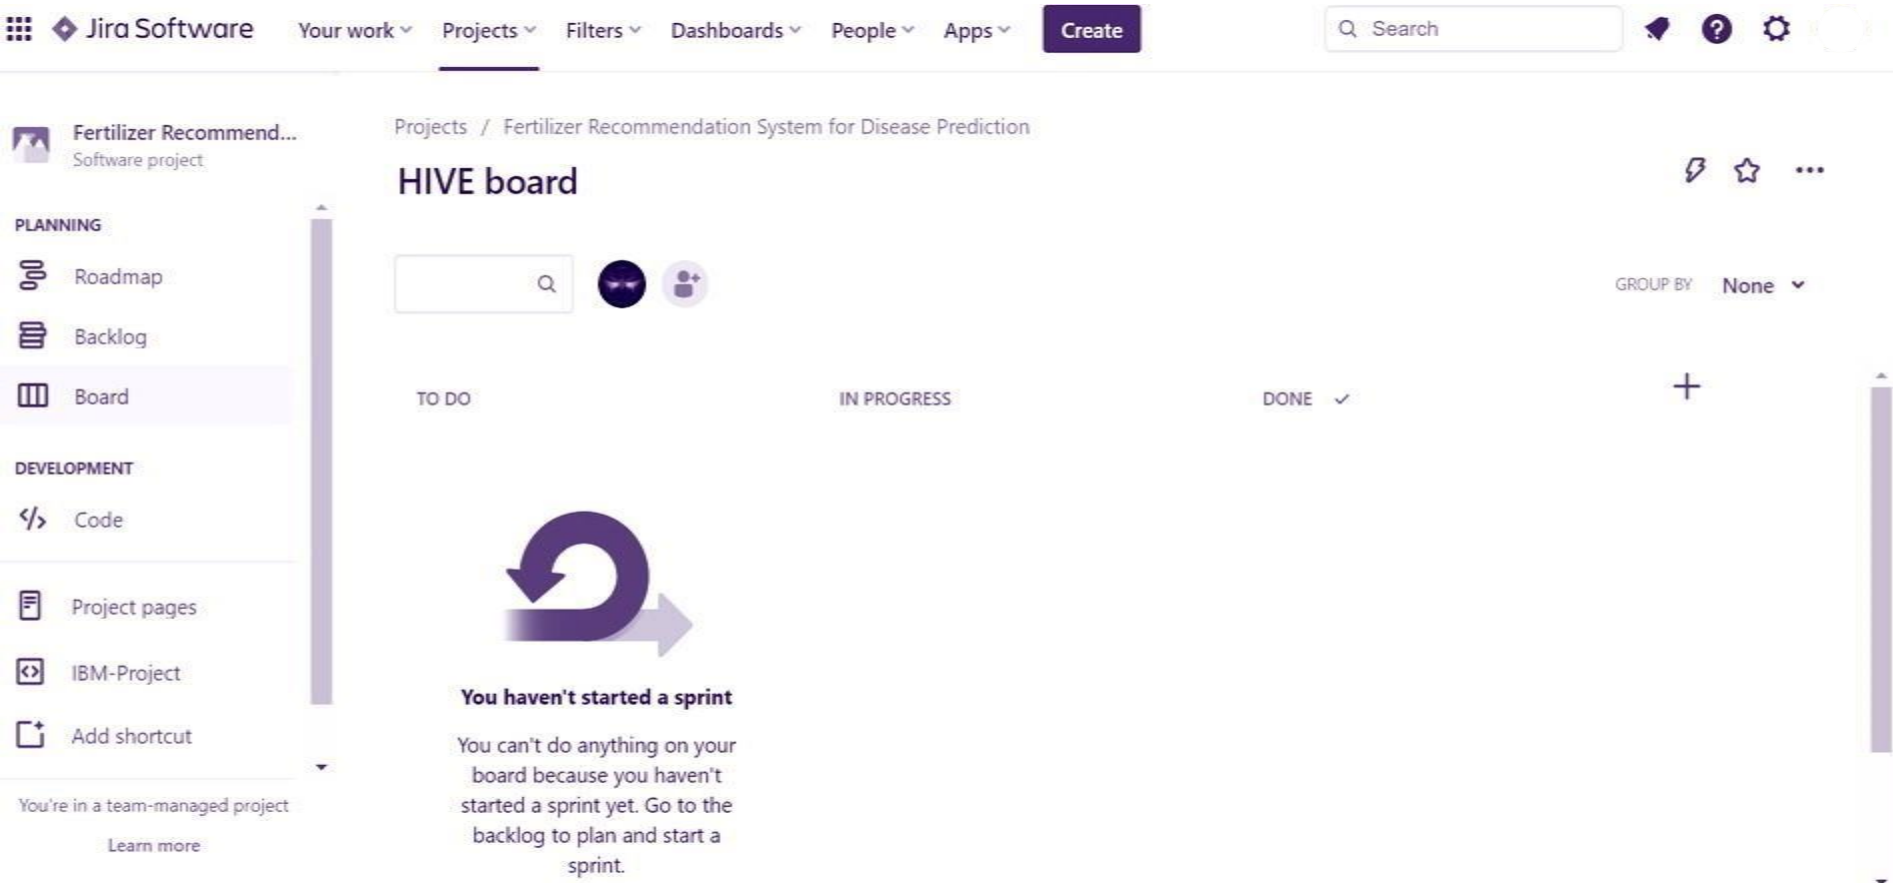 Jira Software Your work Projects Filters Dashboards People Apps Create Search
Fertilizer Recommend...
Software project
PLANNING
Roadmap
Backlog
Board
DEVELOPMENT
Code
Project pages
IBM-Project
Add shortcut
You're in a team-managed project
Learn more
Projects / Fertilizer Recommendation System for Disease Prediction
HIVE board
GROUP BY None
TO DO IN PROGRESS DONE
You haven't started a sprint
You can't do anything on your
board because you haven't
started a sprint yet. Go to the
backlog to plan and start a
sprint.